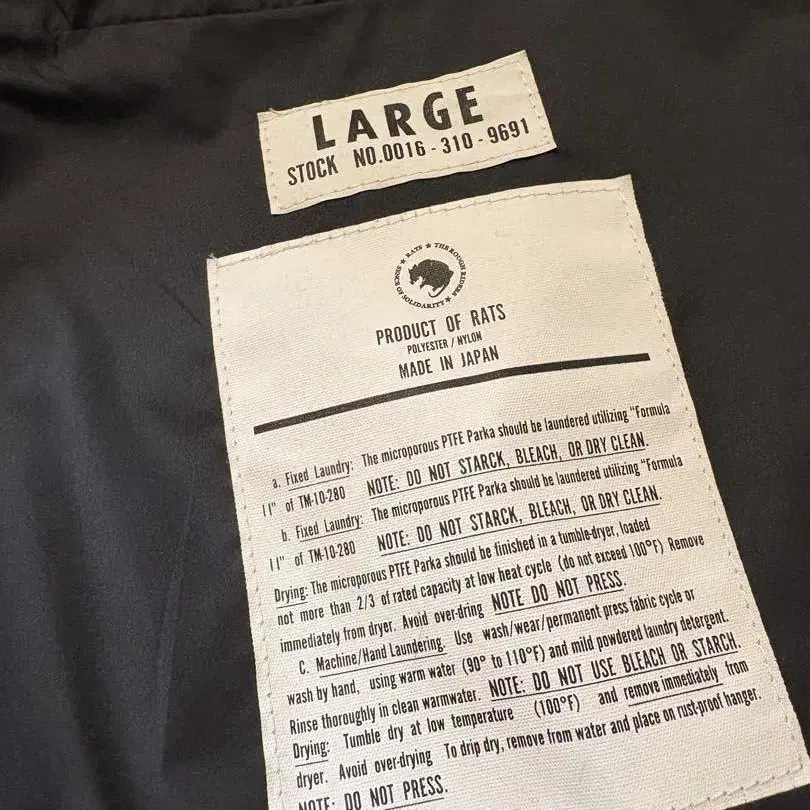 LARGE
STOCK NO.0016-310-9691
RATS ★ THE ROUGH RIDERS ★ SOLIDARITY ★ KINGS OF
PRODUCT OF RATS
POLYESTER / NYLON
MADE IN JAPAN
a. Fixed Laundry: The microporous PTFE Parka should be laundered utilizing "Formula
II" of TM-10-280 NOTE: DO NOT STARCK, BLEACH, OR DRY CLEAN.
b. Fixed Laundry: The microporous PTFE Parka should be laundered utilizing "Formula
II" of TM-10-280 NOTE: DO NOT STARCK, BLEACH, OR DRY CLEAN.
Drying: The microporous PTFE Parka should be finished in a tumble-dryer, loaded
not more than 2/3 of rated capacity at low heat cycle (do not exceed 100°F) Remove
immediately from dryer. Avoid over-dring NOTE DO NOT PRESS.
C. Machine/Hand Laundering. Use wash/wear/permanent press fabric cycle or
wash by hand, using warm water (90° to 110°F) and mild powdered laundry detergent.
Rinse thoroughly in clean warmwater. NOTE: DO NOT USE BLEACH OR STARCH.
Drying: Tumble dry at low temperature (100°F) and remove immediately from
dryer. Avoid over-drying To drip dry, remove from water and place on rust-proof hanger.
NOTE: DO NOT PRESS.